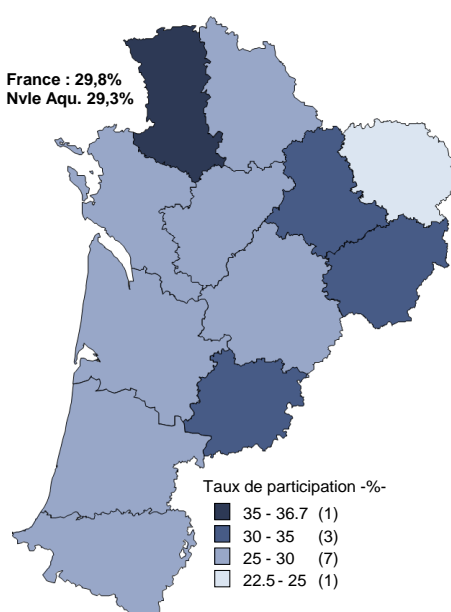 France : 29,8%
Nvle Aqu. 29,3%
Taux de participation -%-
35 - 36.7 (1)
30 - 35 (3)
25 - 30 (7)
22.5 - 25 (1)